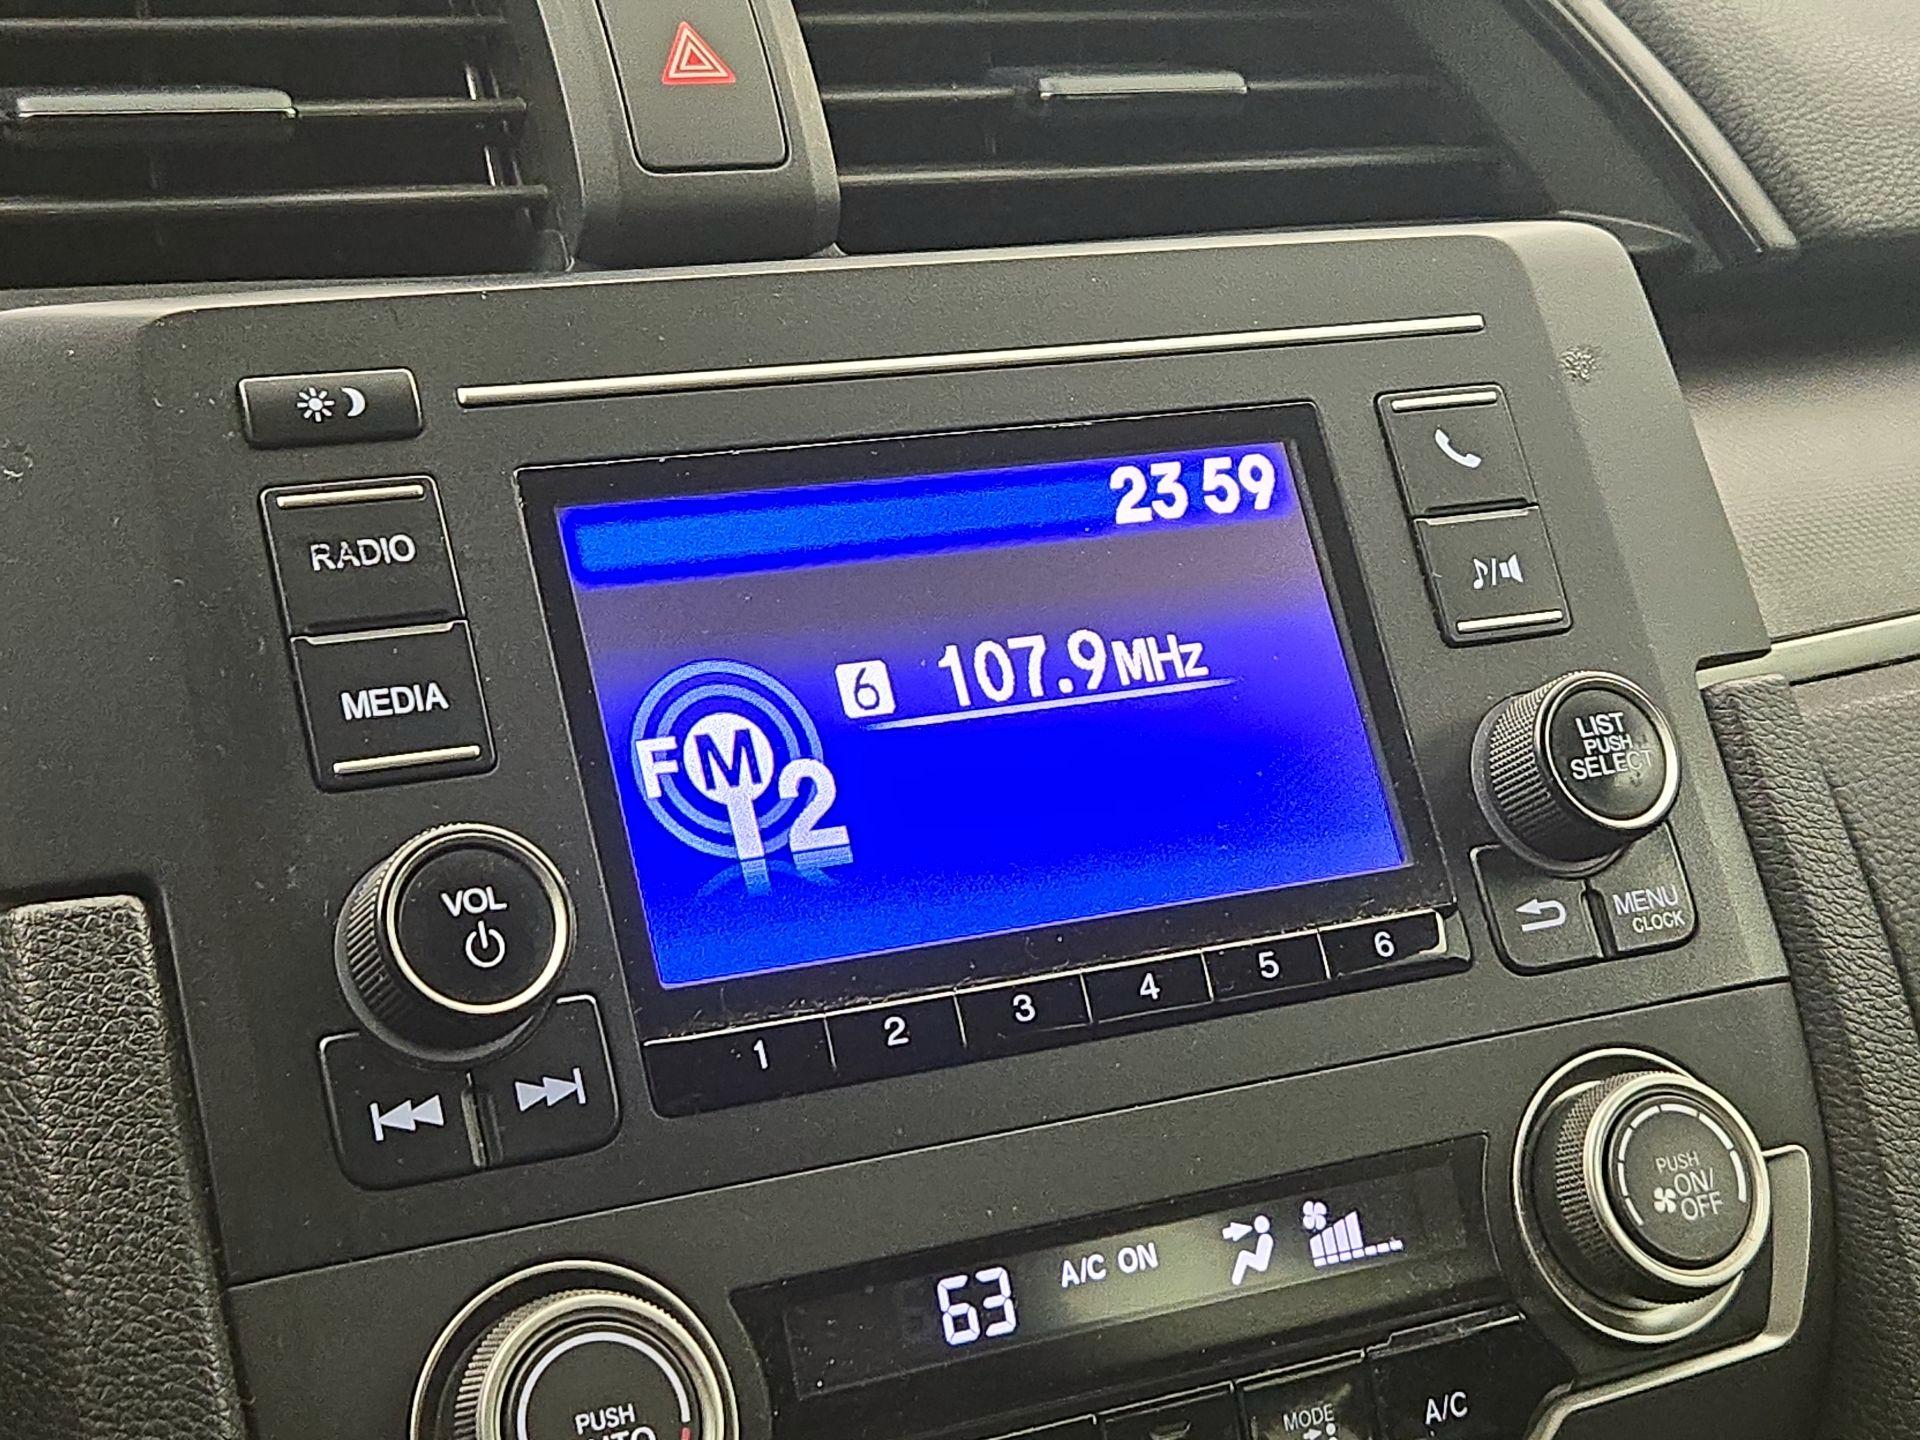 23 59
RADIO
6 107.9MHz
MEDIA
FM2
LIST
PUSH
SELECT
VOL
MENU
CLOCK
1 2 3 4 5 6
PUSH
ON/
OFF
63 A/C ON
PUSH
AUTO
MODE
A/C